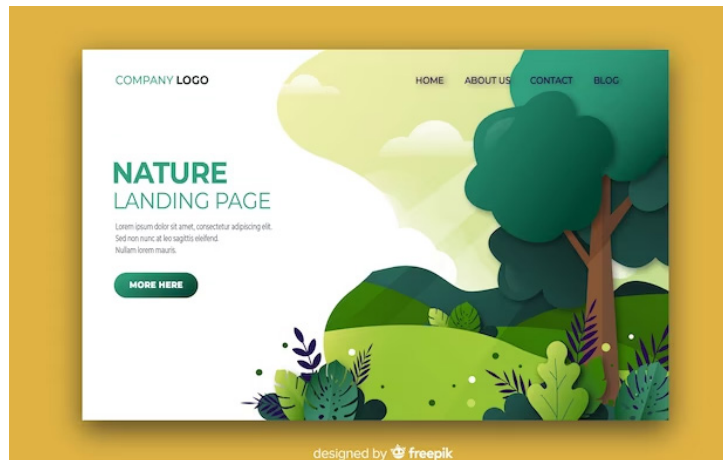 COMPANY LOGO
HOME ABOUT US CONTACT BLOG
NATURE
LANDING PAGE
Lorem ipsum dolor sit amet, consectetur adipiscing elit.
Sed non nunc at leo sagittis eleifend.
Nullam lorem mauris.
MORE HERE
designed by freepik